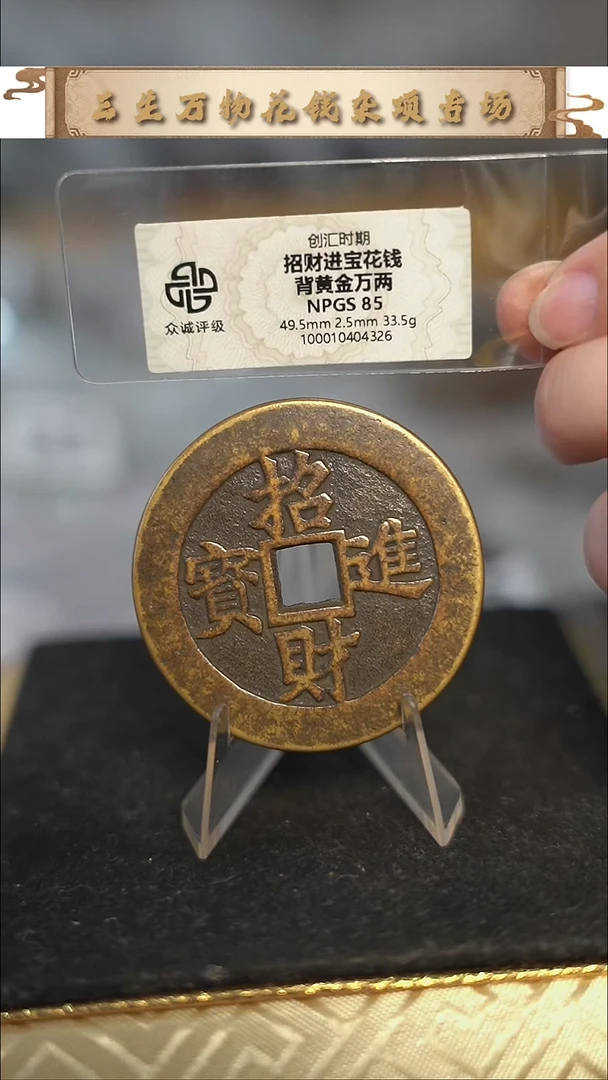 三生万物花钱杂项专场
创汇时期
招财进宝花钱
背黄金万两
NPGS 85
49.5mm 2.5mm 33.5g
100010404326
众诚评级
招
財
進
寶